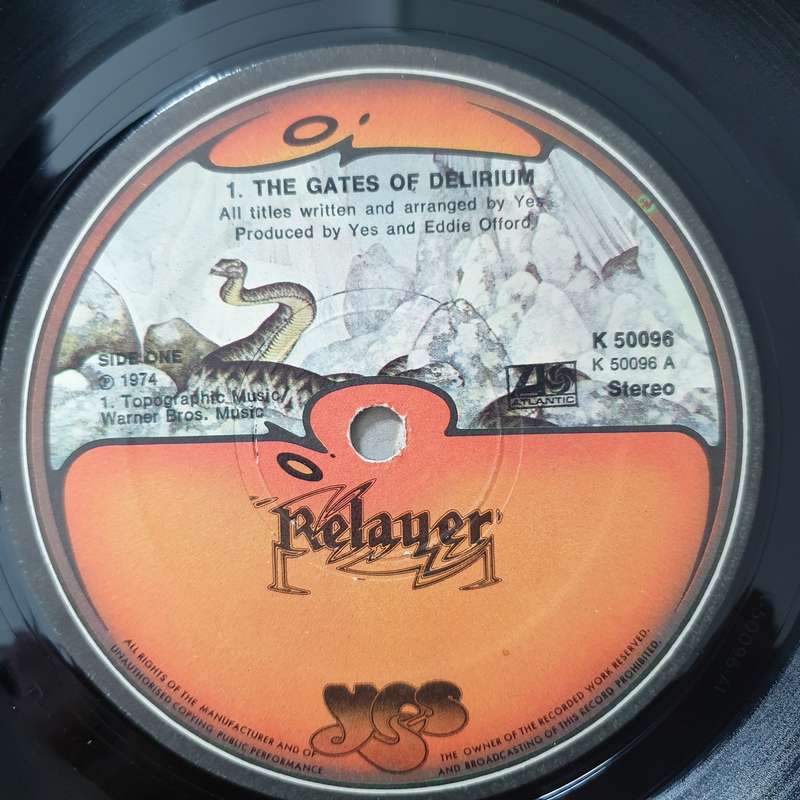 1. THE GATES OF DELIRIUM
All titles written and arranged by Yes
Produced by Yes and Eddie Offord
SIDE ONE
℗ 1974
1. Topographic Music/
Warner Bros. Music
K 50096
K 50096 A
Stereo
ATLANTIC
Relayer
YES
ALL RIGHTS OF THE MANUFACTURER AND OF THE OWNER OF THE RECORDED WORK RESERVED.
UNAUTHORISED COPYING PUBLIC PERFORMANCE AND BROADCASTING OF THIS RECORD PROHIBITED.